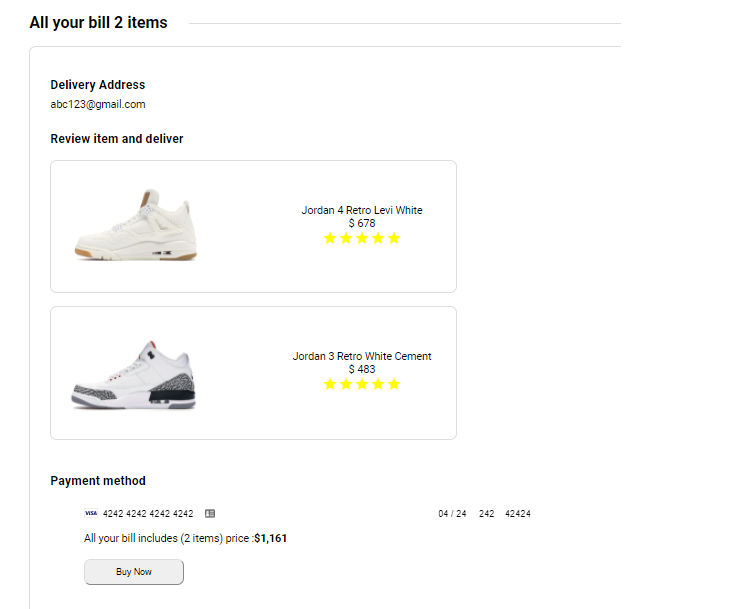 All your bill 2 items
Delivery Address
abc123@gmail.com
Review item and deliver
Jordan 4 Retro Levi White
$ 678
Jordan 3 Retro White Cement
$ 483
Payment method
VISA 4242 4242 4242 4242 04 / 24 242 42424
All your bill includes (2 items) price :$1,161
Buy Now